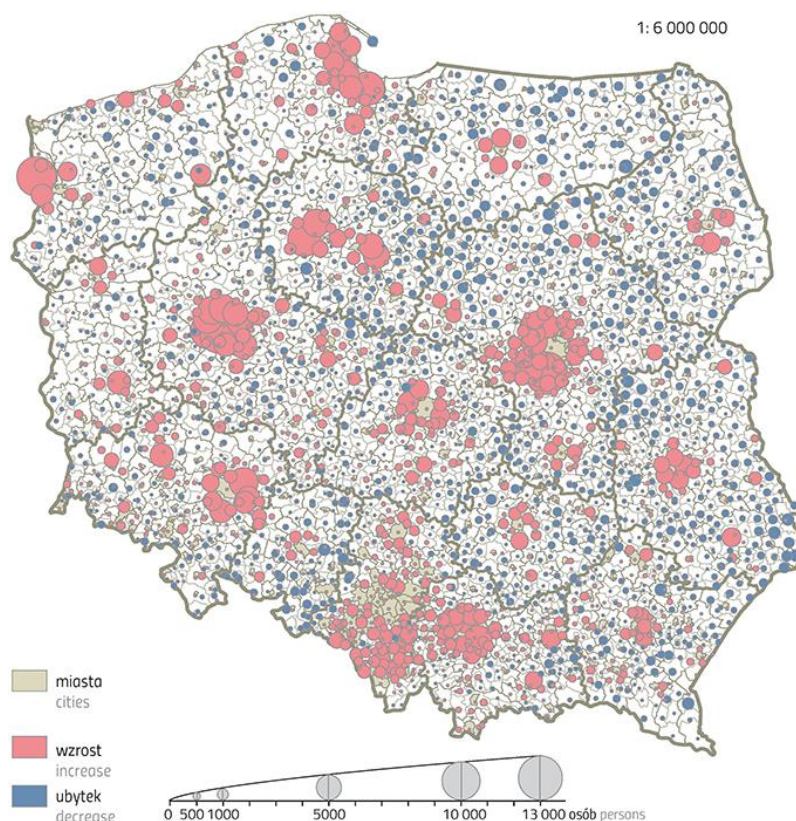 1: 6 000 000
miasta
cities
wzrost
increase
ubytek
decrease
0 500 1000 5000 10 000 13 000 osób persons